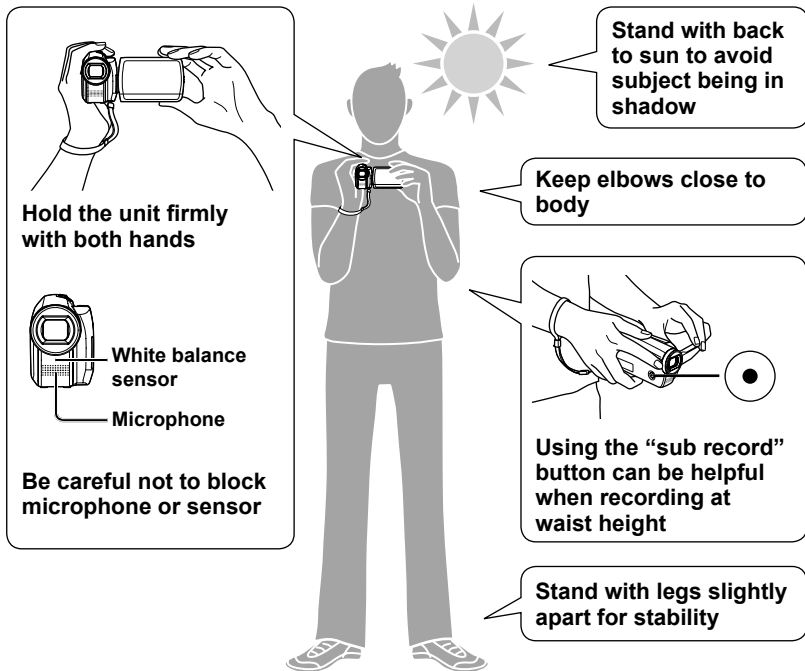 Hold the unit firmly
with both hands
White balance
sensor
Microphone
Be careful not to block
microphone or sensor
Stand with back
to sun to avoid
subject being in
shadow
Keep elbows close to
body
Using the “sub record”
button can be helpful
when recording at
waist height
Stand with legs slightly
apart for stability